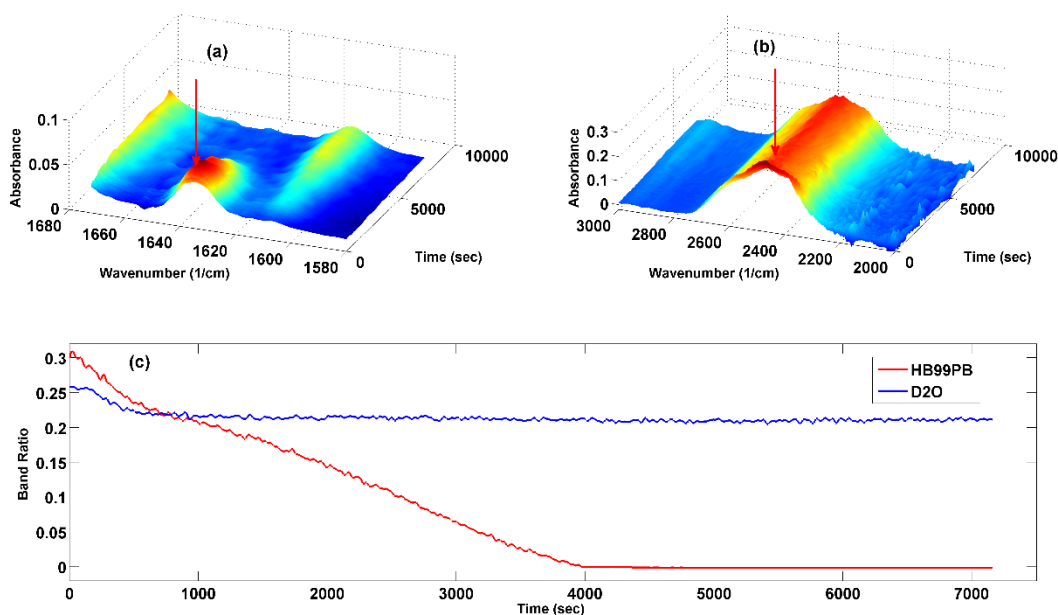 (a)
Absorbance
0.1
0.05
0
1680
1660
1640
1620
1600
1580
Wavenumber (1/cm)
0
5000
10000
Time (sec)
(b)
Absorbance
0.3
0.2
0.1
0
3000
2800
2600
2400
2200
2000
Wavenumber (1/cm)
0
5000
10000
Time (sec)
(c)
Band Ratio
0.3
0.25
0.2
0.15
0.1
0.05
0
HB99PB
D2O
0 1000 2000 3000 4000 5000 6000 7000
Time (sec)